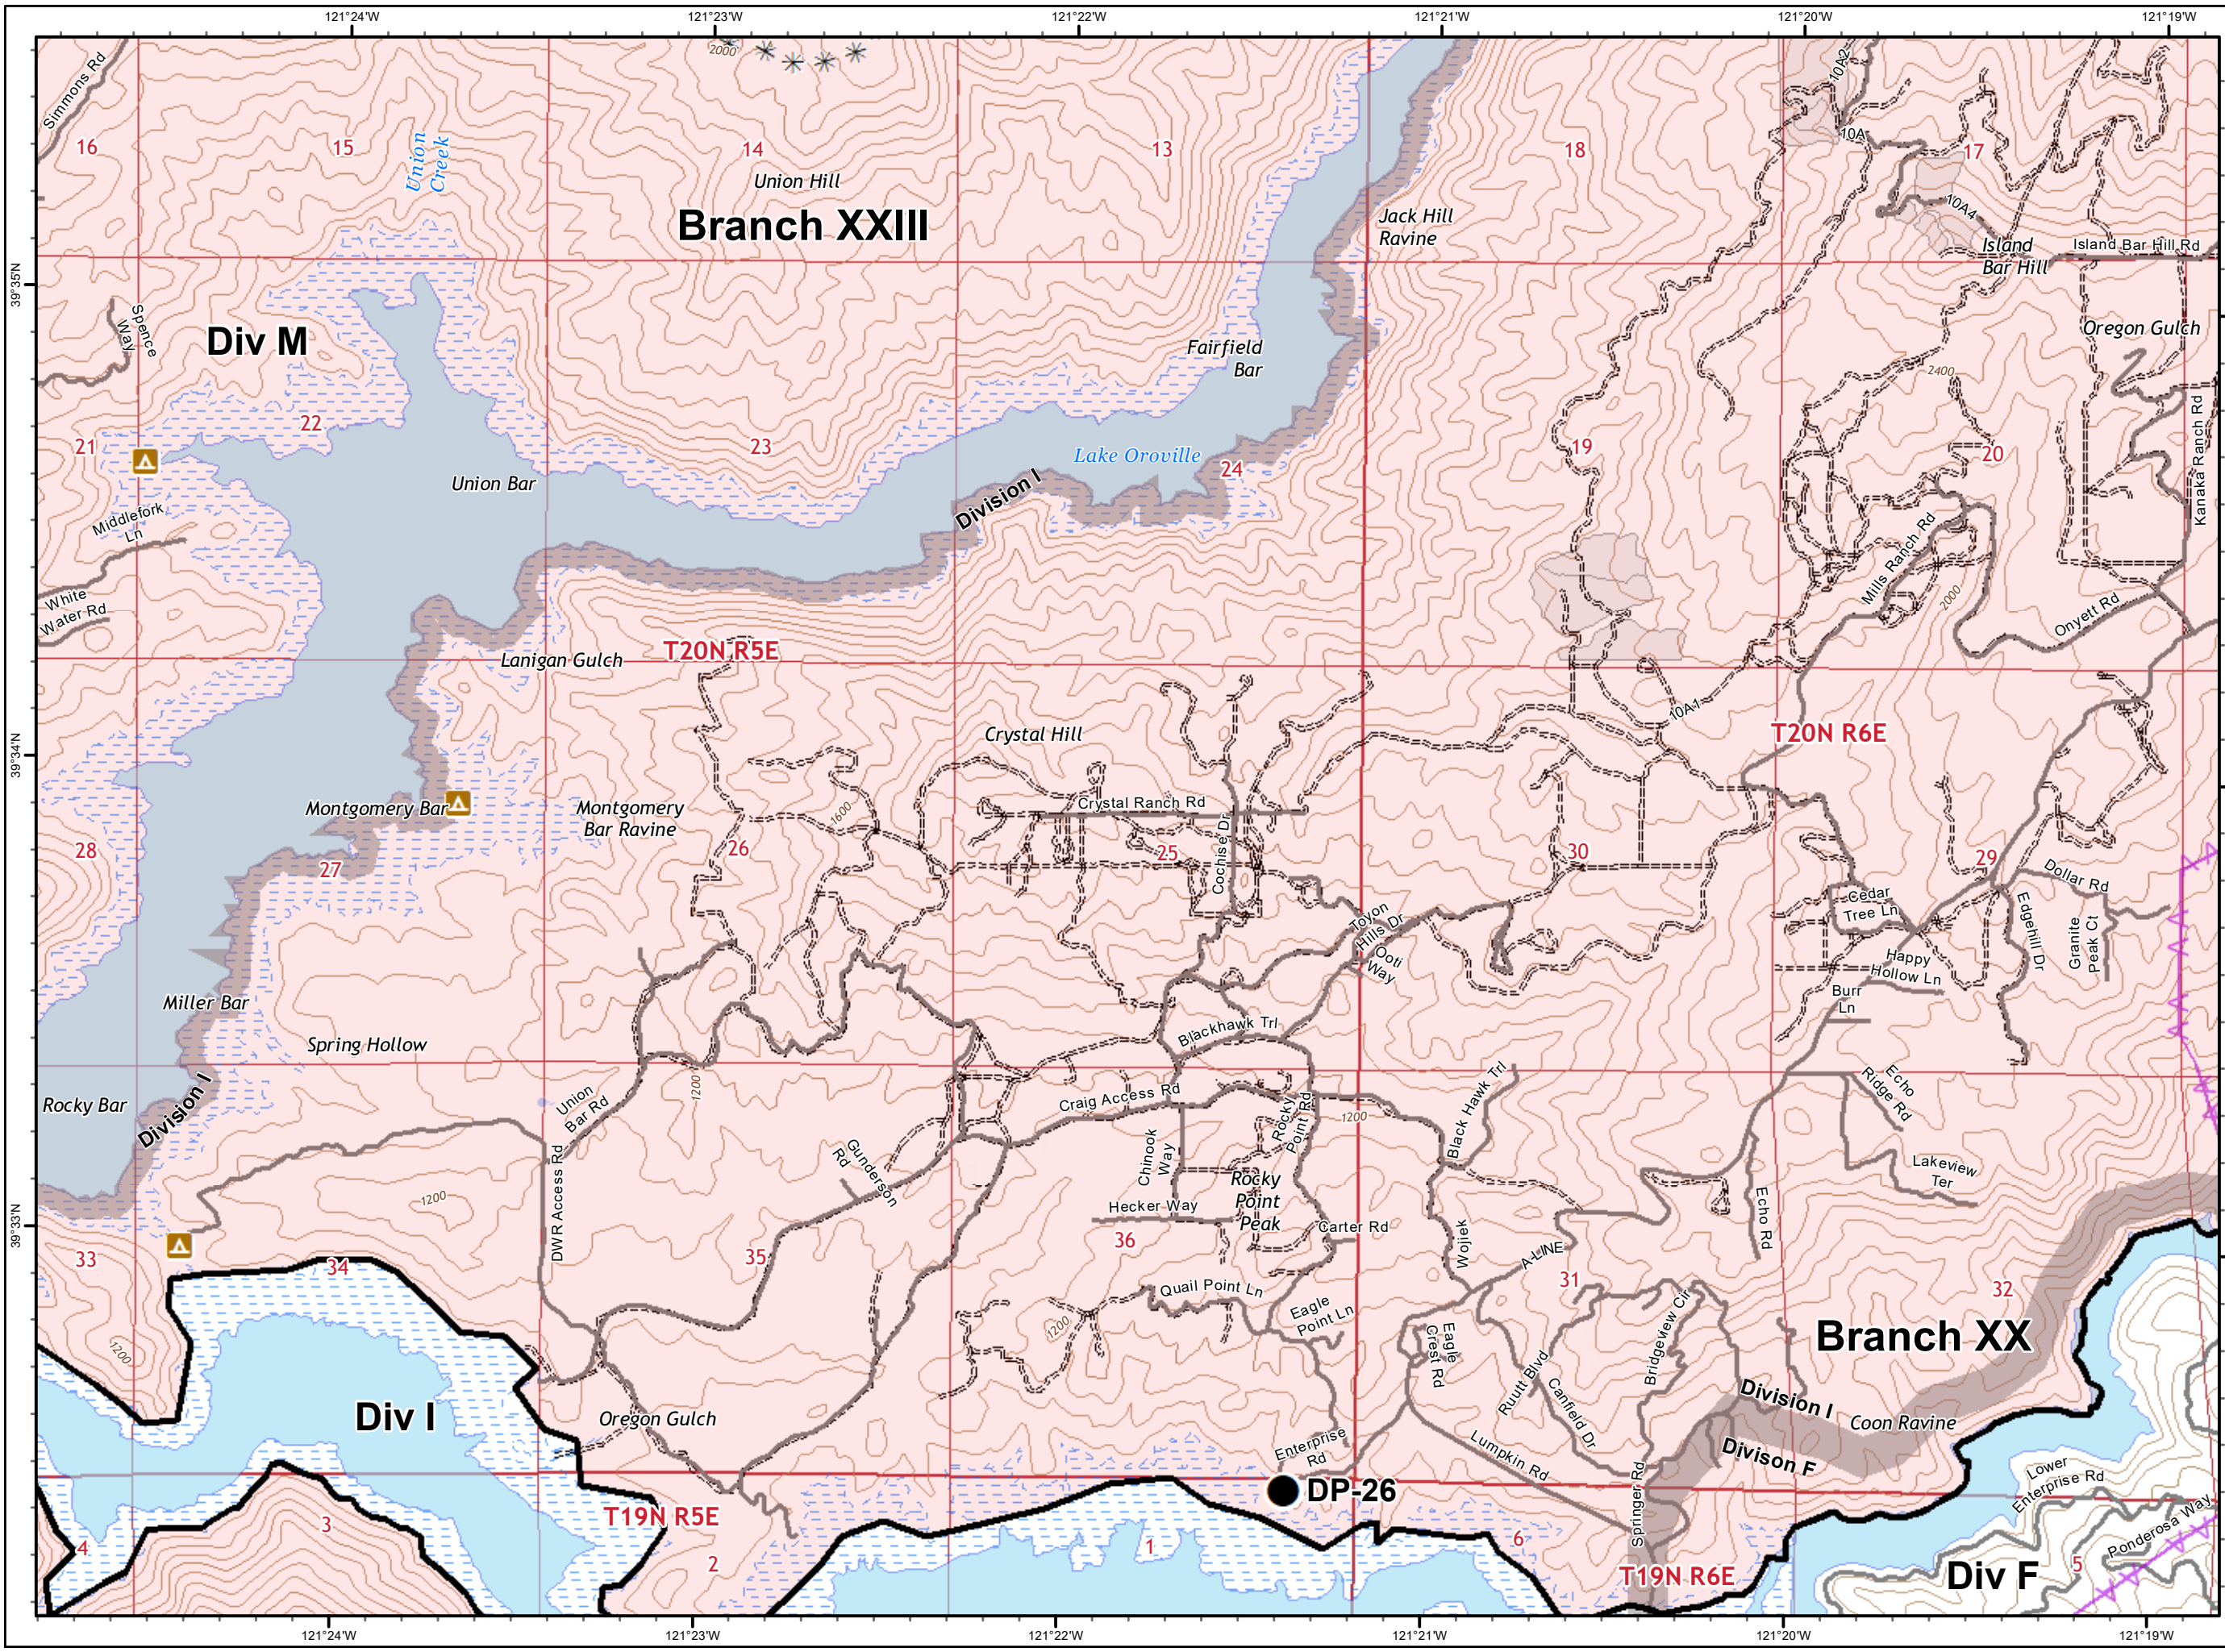 121°24'W
121°23'W
121°22'W
121°21'W
121°20'W
121°19'W
2000
Simmons Rd
10A2
16
15
Union
Creek
14
13
18
10A
17
Union Hill
Branch XXIII
Jack Hill
Ravine
10A4
Island
Bar Hill
Island Bar Hill Rd
39°35'N
Spence
Way
Div M
Fairfield
Bar
Oregon Gulch
2400
21
22
23
Lake Oroville
24
19
20
Kanaka Ranch Rd
Union Bar
Division I
Middlefork
Ln
Mills Ranch Rd
White
Water Rd
2000
Onyett Rd
Lanigan Gulch
T20N R5E
10A1
39°34'N
Crystal Hill
T20N R6E
Montgomery Bar
Montgomery
Bar Ravine
1600
Crystal Ranch Rd
28
27
26
25
Cochise Dr
30
29
Dollar Rd
Cedar
Tree Ln
Edgehill Dr
Granite
Peak Ct
Toyon
Hills Dr
Ooti
Way
Happy
Hollow Ln
Burr
Ln
Miller Bar
Spring Hollow
Blackhawk Trl
1200
Rocky Bar
Division I
Union
Bar Rd
Craig Access Rd
Rocky
Point Rd
1200
Black Hawk Trl
Echo
Ridge Rd
DWR Access Rd
Gunderson
Rd
Chinook
Way
Lakeview
Ter
1200
Hecker Way
Rocky
Point
Peak
Carter Rd
Wojek
Echo Rd
39°33'N
33
34
35
36
A-LINE
31
32
Quail Point Ln
Eagle
Point Ln
1200
1200
Eagle
Crest Rd
Bridgeview Cir
Branch XX
Ruutt Blvd
Canfield Dr
Division I
Coon Ravine
Div I
Oregon Gulch
Enterprise
Rd
Lumpkin Rd
Divison F
DP-26
Springer Rd
Lower
Enterprise Rd
Ponderosa Way
T19N R5E
4
3
2
1
6
5
T19N R6E
Div F
121°24'W
121°23'W
121°22'W
121°21'W
121°20'W
121°19'W